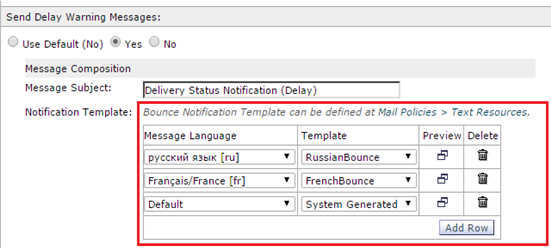 Send Delay Warning Messages:
Use Default (No) Yes No
Message Composition
Message Subject: Delivery Status Notification (Delay)
Notification Template: Bounce Notification Template can be defined at Mail Policies > Text Resources.
Message Language Template Preview Delete
русский язык [ru] RussianBounce
Français/France [fr] FrenchBounce
Default System Generated
Add Row